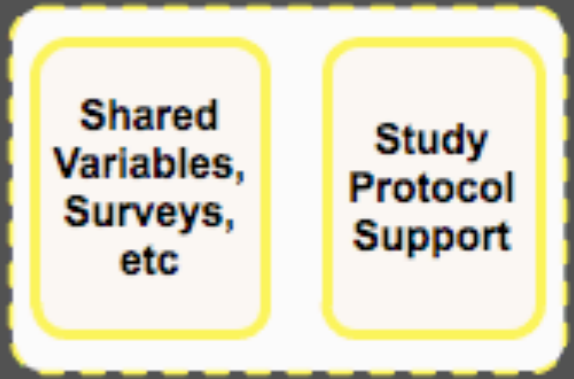 Shared
Variables,
Surveys,
etc
Study
Protocol
Support